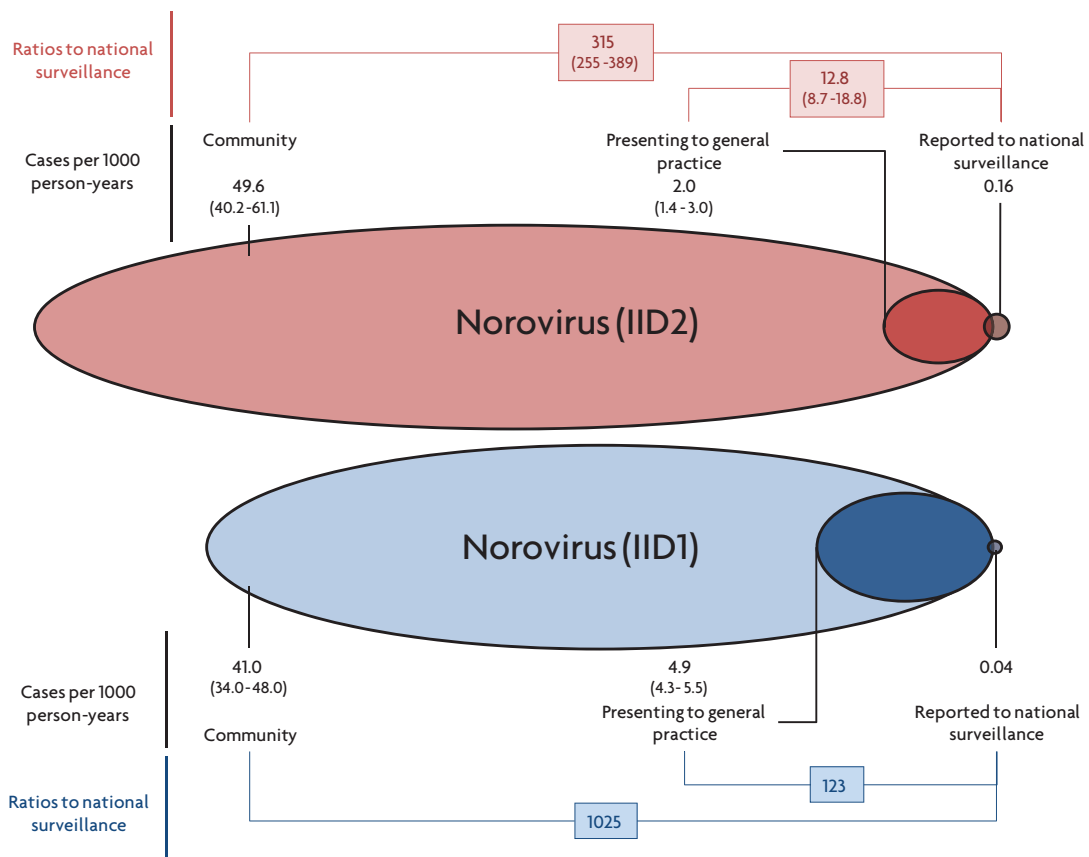 Ratios to national
surveillance
315
(255 -389)
12.8
(8.7 -18.8)
Cases per 1000
person-years
Community
49.6
(40.2 -61.1)
Presenting to general
practice
2.0
(1.4 - 3.0)
Reported to national
surveillance
0.16
Norovirus (IID2)
Norovirus (IID1)
Cases per 1000
person-years
41.0
(34.0-48.0)
Community
4.9
(4.3- 5.5)
Presenting to general
practice
0.04
Reported to national
surveillance
Ratios to national
surveillance
123
1025